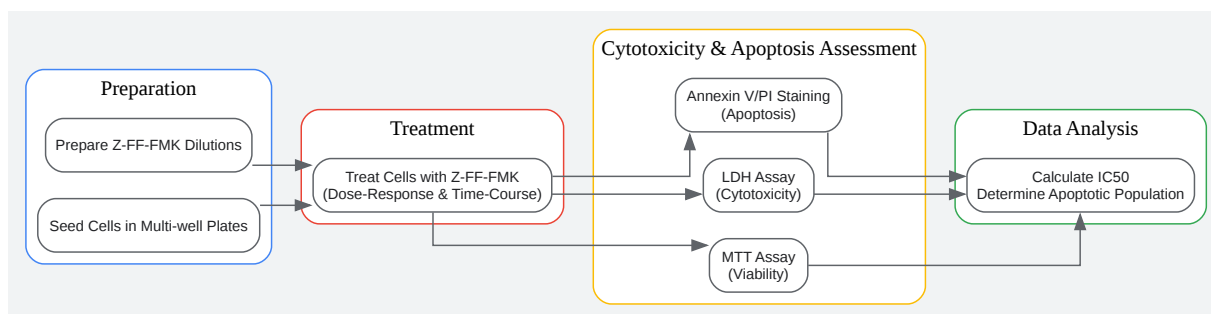 Preparation
Prepare Z-FF-FMK Dilutions
Seed Cells in Multi-well Plates
Treatment
Treat Cells with Z-FF-FMK
(Dose-Response & Time-Course)
Cytotoxicity & Apoptosis Assessment
Annexin V/PI Staining
(Apoptosis)
LDH Assay
(Cytotoxicity)
MTT Assay
(Viability)
Data Analysis
Calculate IC50
Determine Apoptotic Population